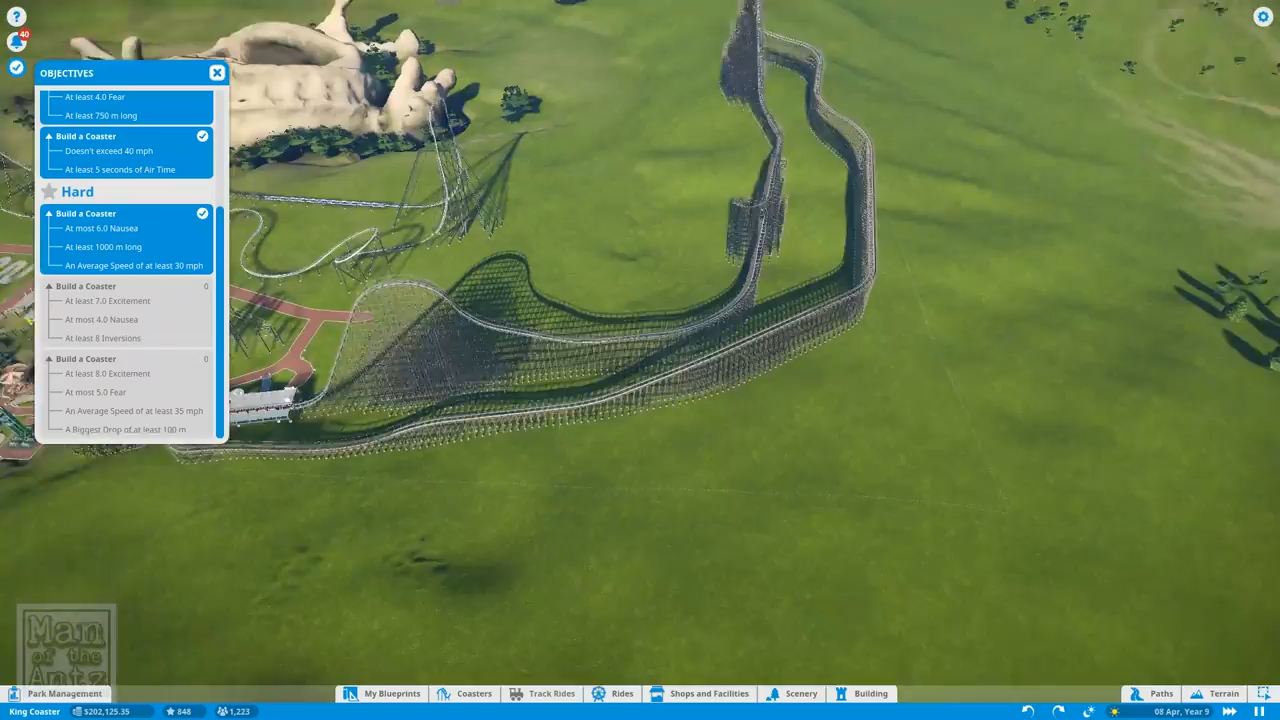 ?
40
OBJECTIVES
At least 4.0 Fear
At least 750 m long
Build a Coaster
Doesn't exceed 40 mph
At least 5 seconds of Air Time
Hard
Build a Coaster
At most 6.0 Nausea
At least 1000 m long
An Average Speed of at least 30 mph
Build a Coaster 0
At least 7.0 Excitement
At most 4.0 Nausea
At least 8 Inversions
Build a Coaster 0
At least 8.0 Excitement
At most 5.0 Fear
An Average Speed of at least 35 mph
A Biggest Drop of at least 100 m
Man
of the
Antz
Park Management
My Blueprints
Coasters
Track Rides
Rides
Shops and Facilities
Scenery
Building
Paths
Terrain
King Coaster
$202,125.35
848
1,223
08 Apr, Year 9